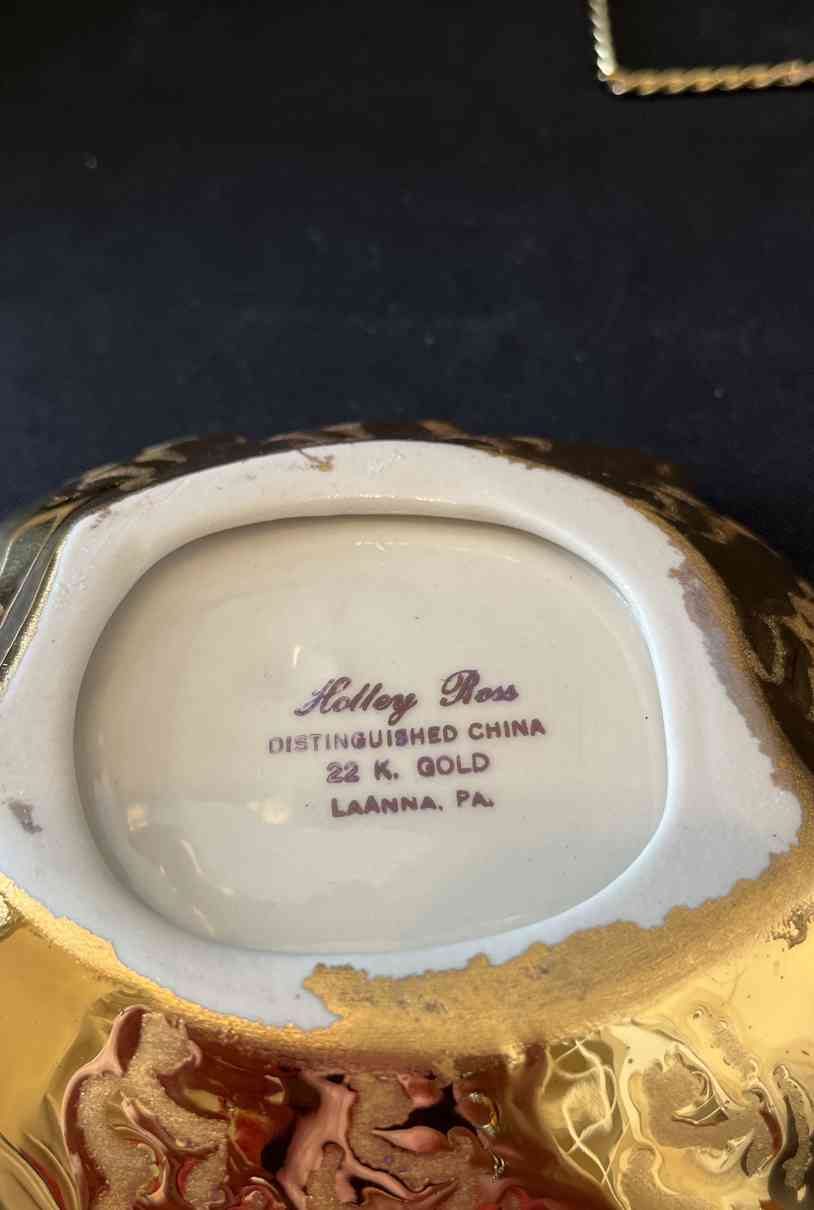 Holley Ross
DISTINGUISHED CHINA
22 K. GOLD
LAANNA, PA.